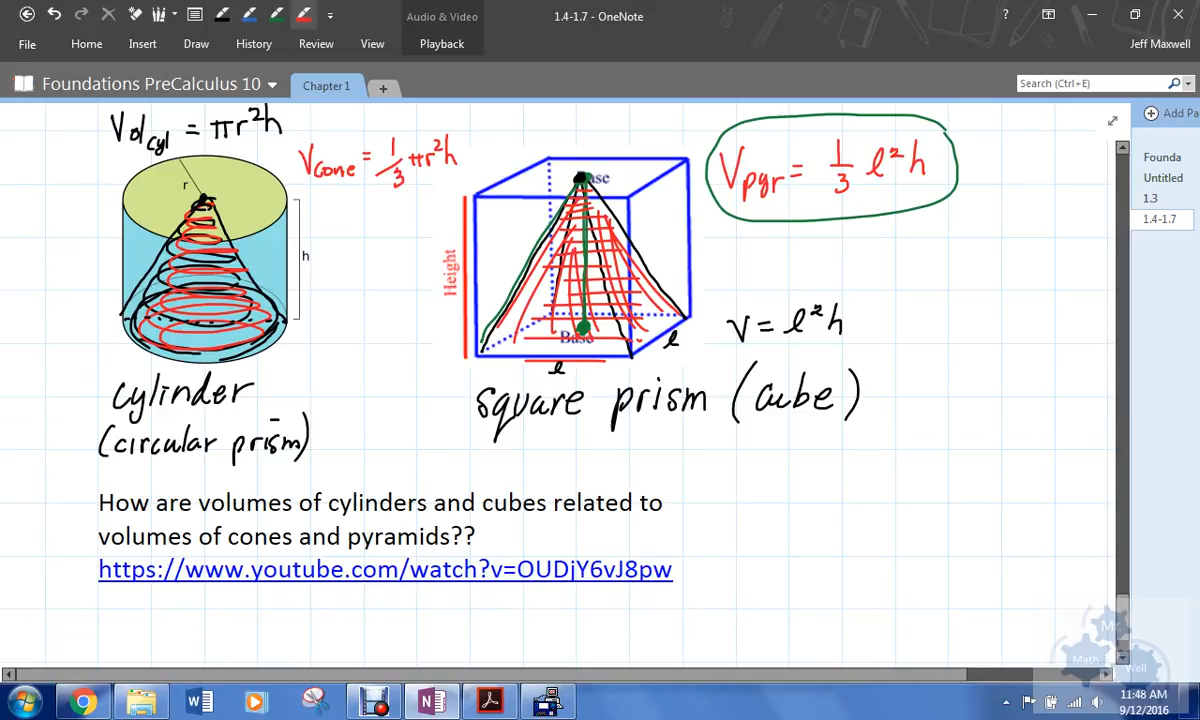 Audio & Video
1.4-1.7 - OneNote
?
File
Home
Insert
Draw
History
Review
View
Playback
Jeff Maxwell
Foundations PreCalculus 10
Chapter1
+
Search (Ctrl+E)
Add Pa
Founda
Untitled
1.3
1.4-1.7
Vol cyl = πr²h
V cone = 1/3 πr²h
V pyr = 1/3 l²h
r
h
Base
Height
Base
l
l
V = l²h
cylinder
(circular prism)
square prism (cube)
How are volumes of cylinders and cubes related to
volumes of cones and pyramids??
https://www.youtube.com/watch?v=OUDjY6vJ8pw
Mr.
Math
Well
11:48 AM
9/12/2016